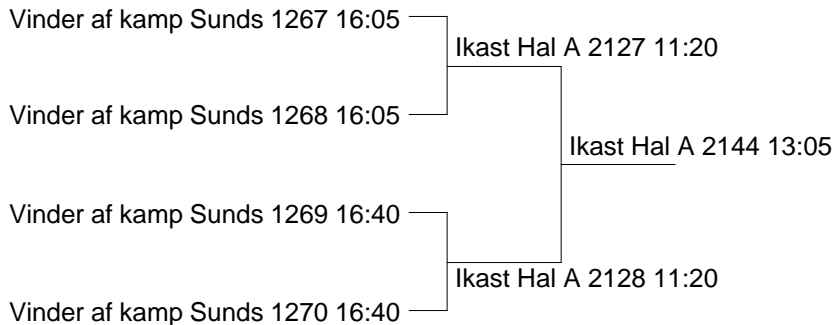 Vinder af kamp Sunds 1267 16:05
Ikast Hal A 2127 11:20
Vinder af kamp Sunds 1268 16:05
Ikast Hal A 2144 13:05
Vinder af kamp Sunds 1269 16:40
Ikast Hal A 2128 11:20
Vinder af kamp Sunds 1270 16:40